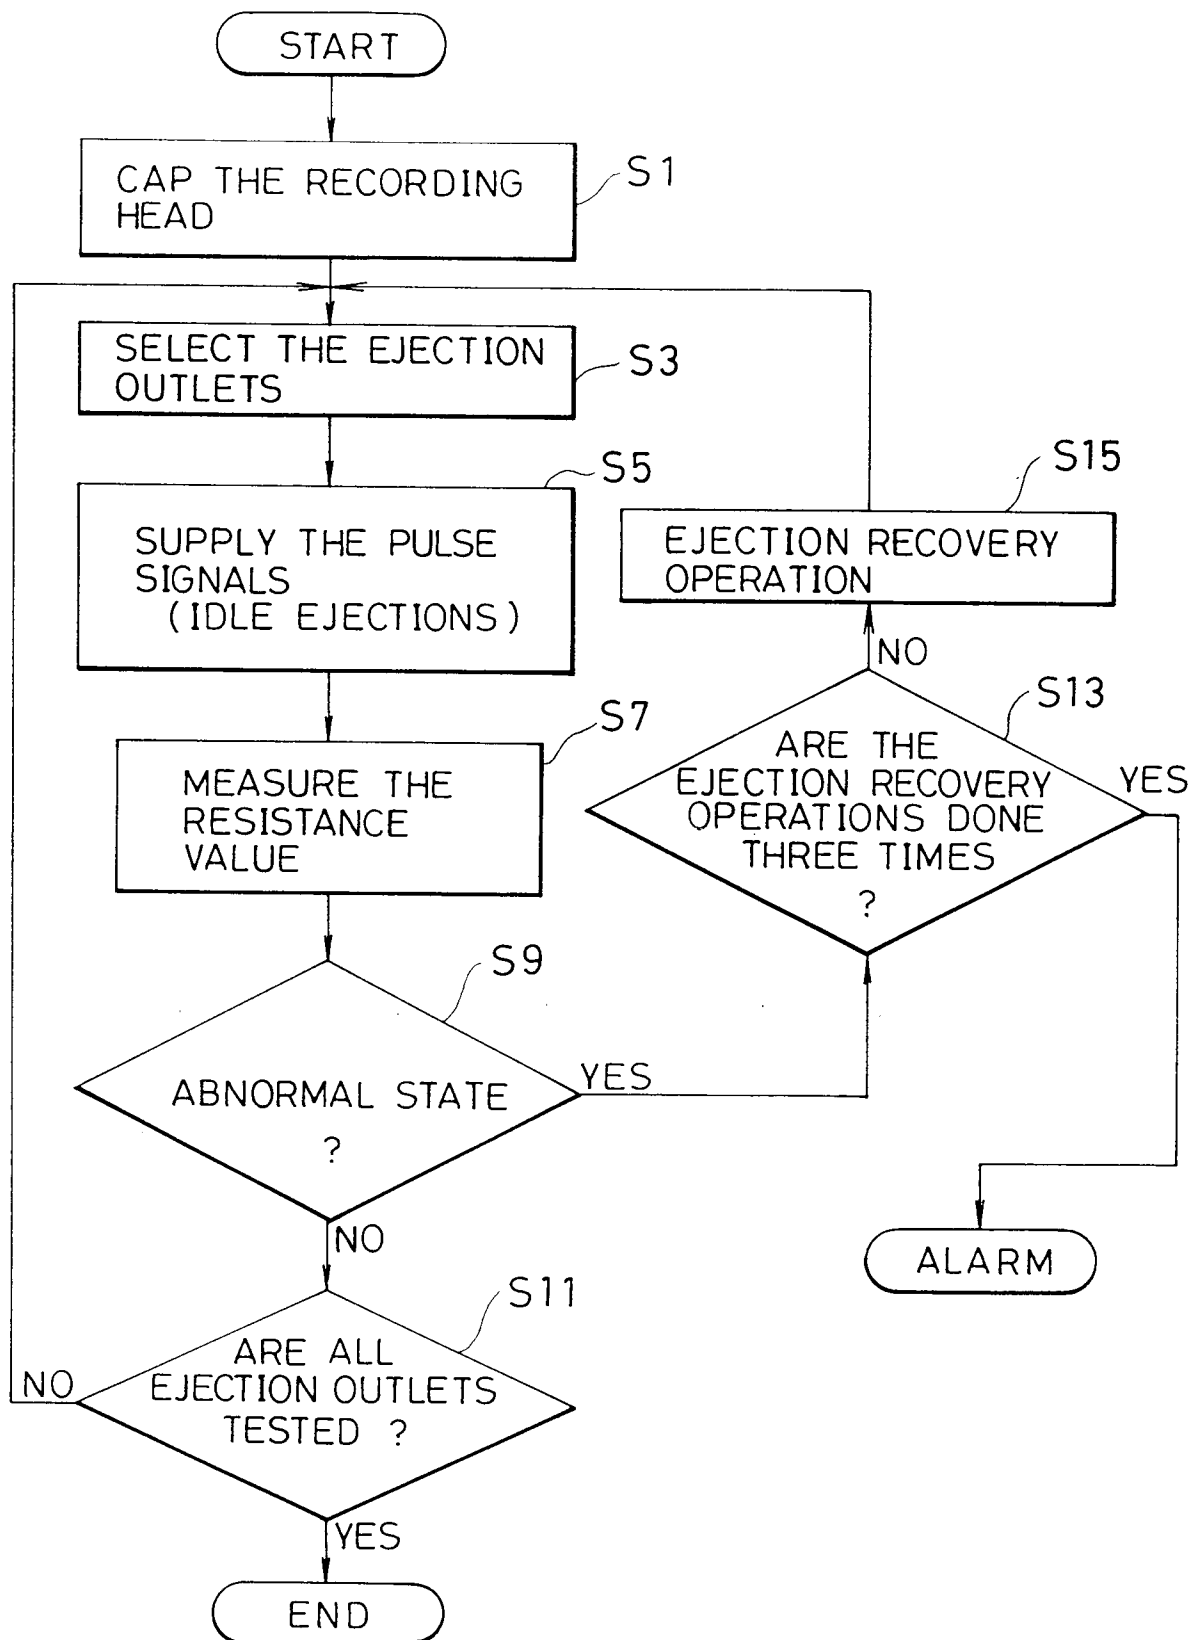 START
CAP THE RECORDING
HEAD
S1
SELECT THE EJECTION
OUTLETS
S3
S5
SUPPLY THE PULSE
SIGNALS
(IDLE EJECTIONS)
S7
MEASURE THE
RESISTANCE
VALUE
S9
ABNORMAL STATE
?
YES
NO
S11
ARE ALL
EJECTION OUTLETS
TESTED ?
NO
YES
END
S15
EJECTION RECOVERY
OPERATION
NO
S13
ARE THE
EJECTION RECOVERY
OPERATIONS DONE
THREE TIMES
?
YES
ALARM